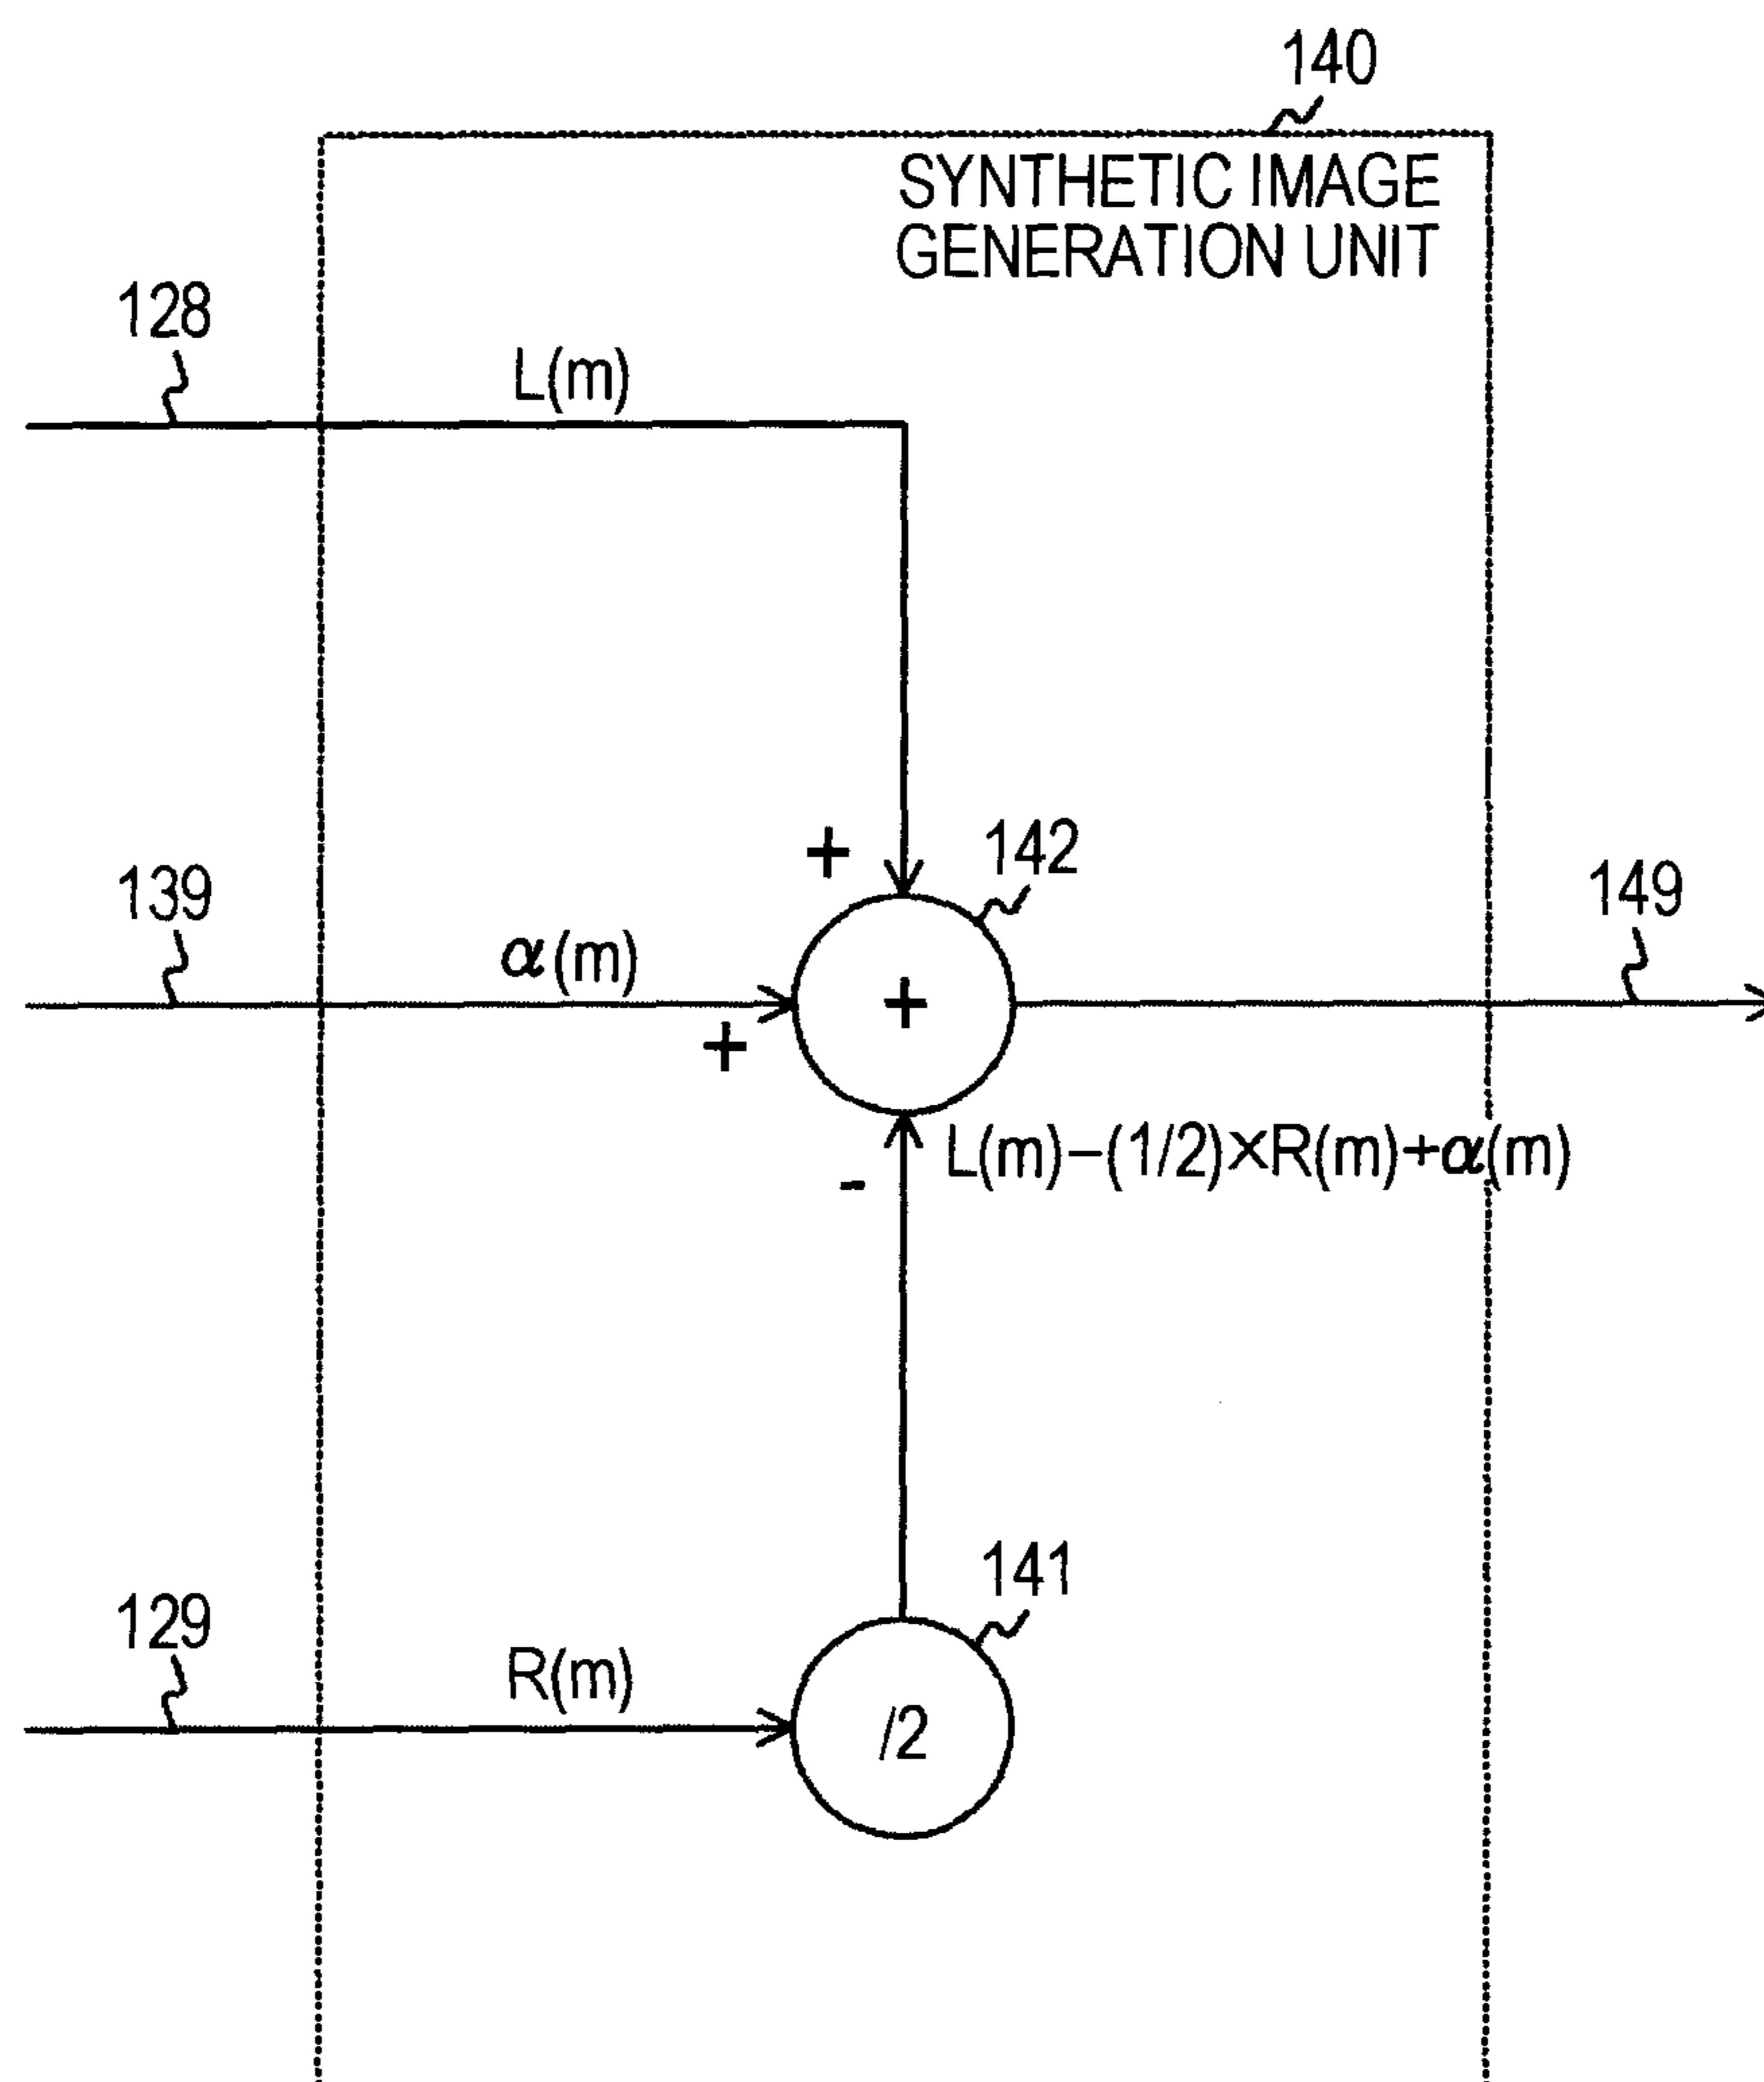 140
SYNTHETIC IMAGE
GENERATION UNIT
128
L(m)
+
142
139
α(m)
+
+
149
-
L(m)−(1/2)×R(m)+α(m)
141
129
R(m)
/2